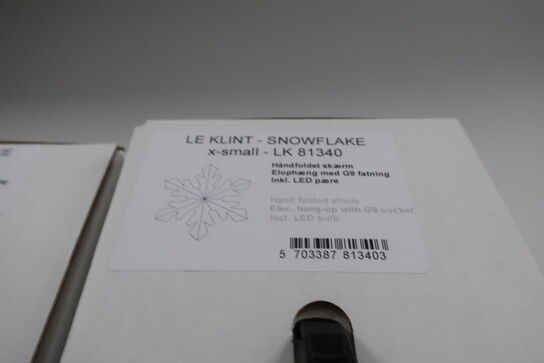 LE KLINT - SNOWFLAKE
x-small - LK 81340
Håndfoldet skærm
Elophæng med G9 fatning
Inkl. LED pære
Hand folded shade
Elec. hang-up with G9 socket
Incl. LED bulb
5 703387 813403